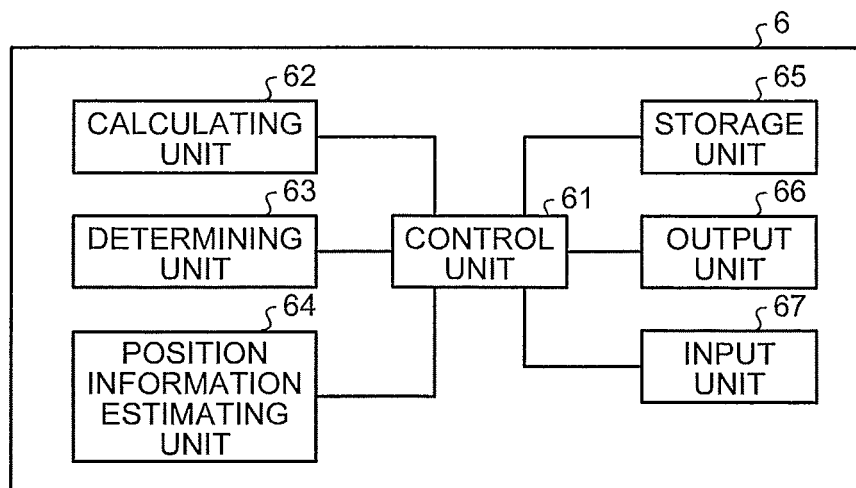 6
62
CALCULATING
UNIT
63
DETERMINING
UNIT
64
POSITION
INFORMATION
ESTIMATING
UNIT
61
CONTROL
UNIT
65
STORAGE
UNIT
66
OUTPUT
UNIT
67
INPUT
UNIT